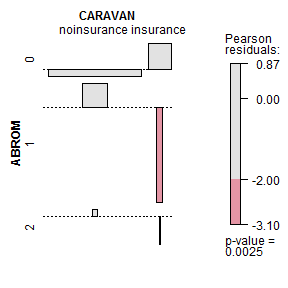 CARAVAN
noinsurance insurance
ABROM
0
1
2
Pearson
residuals:
0.87
0.00
-2.00
-3.10
p-value =
0.0025